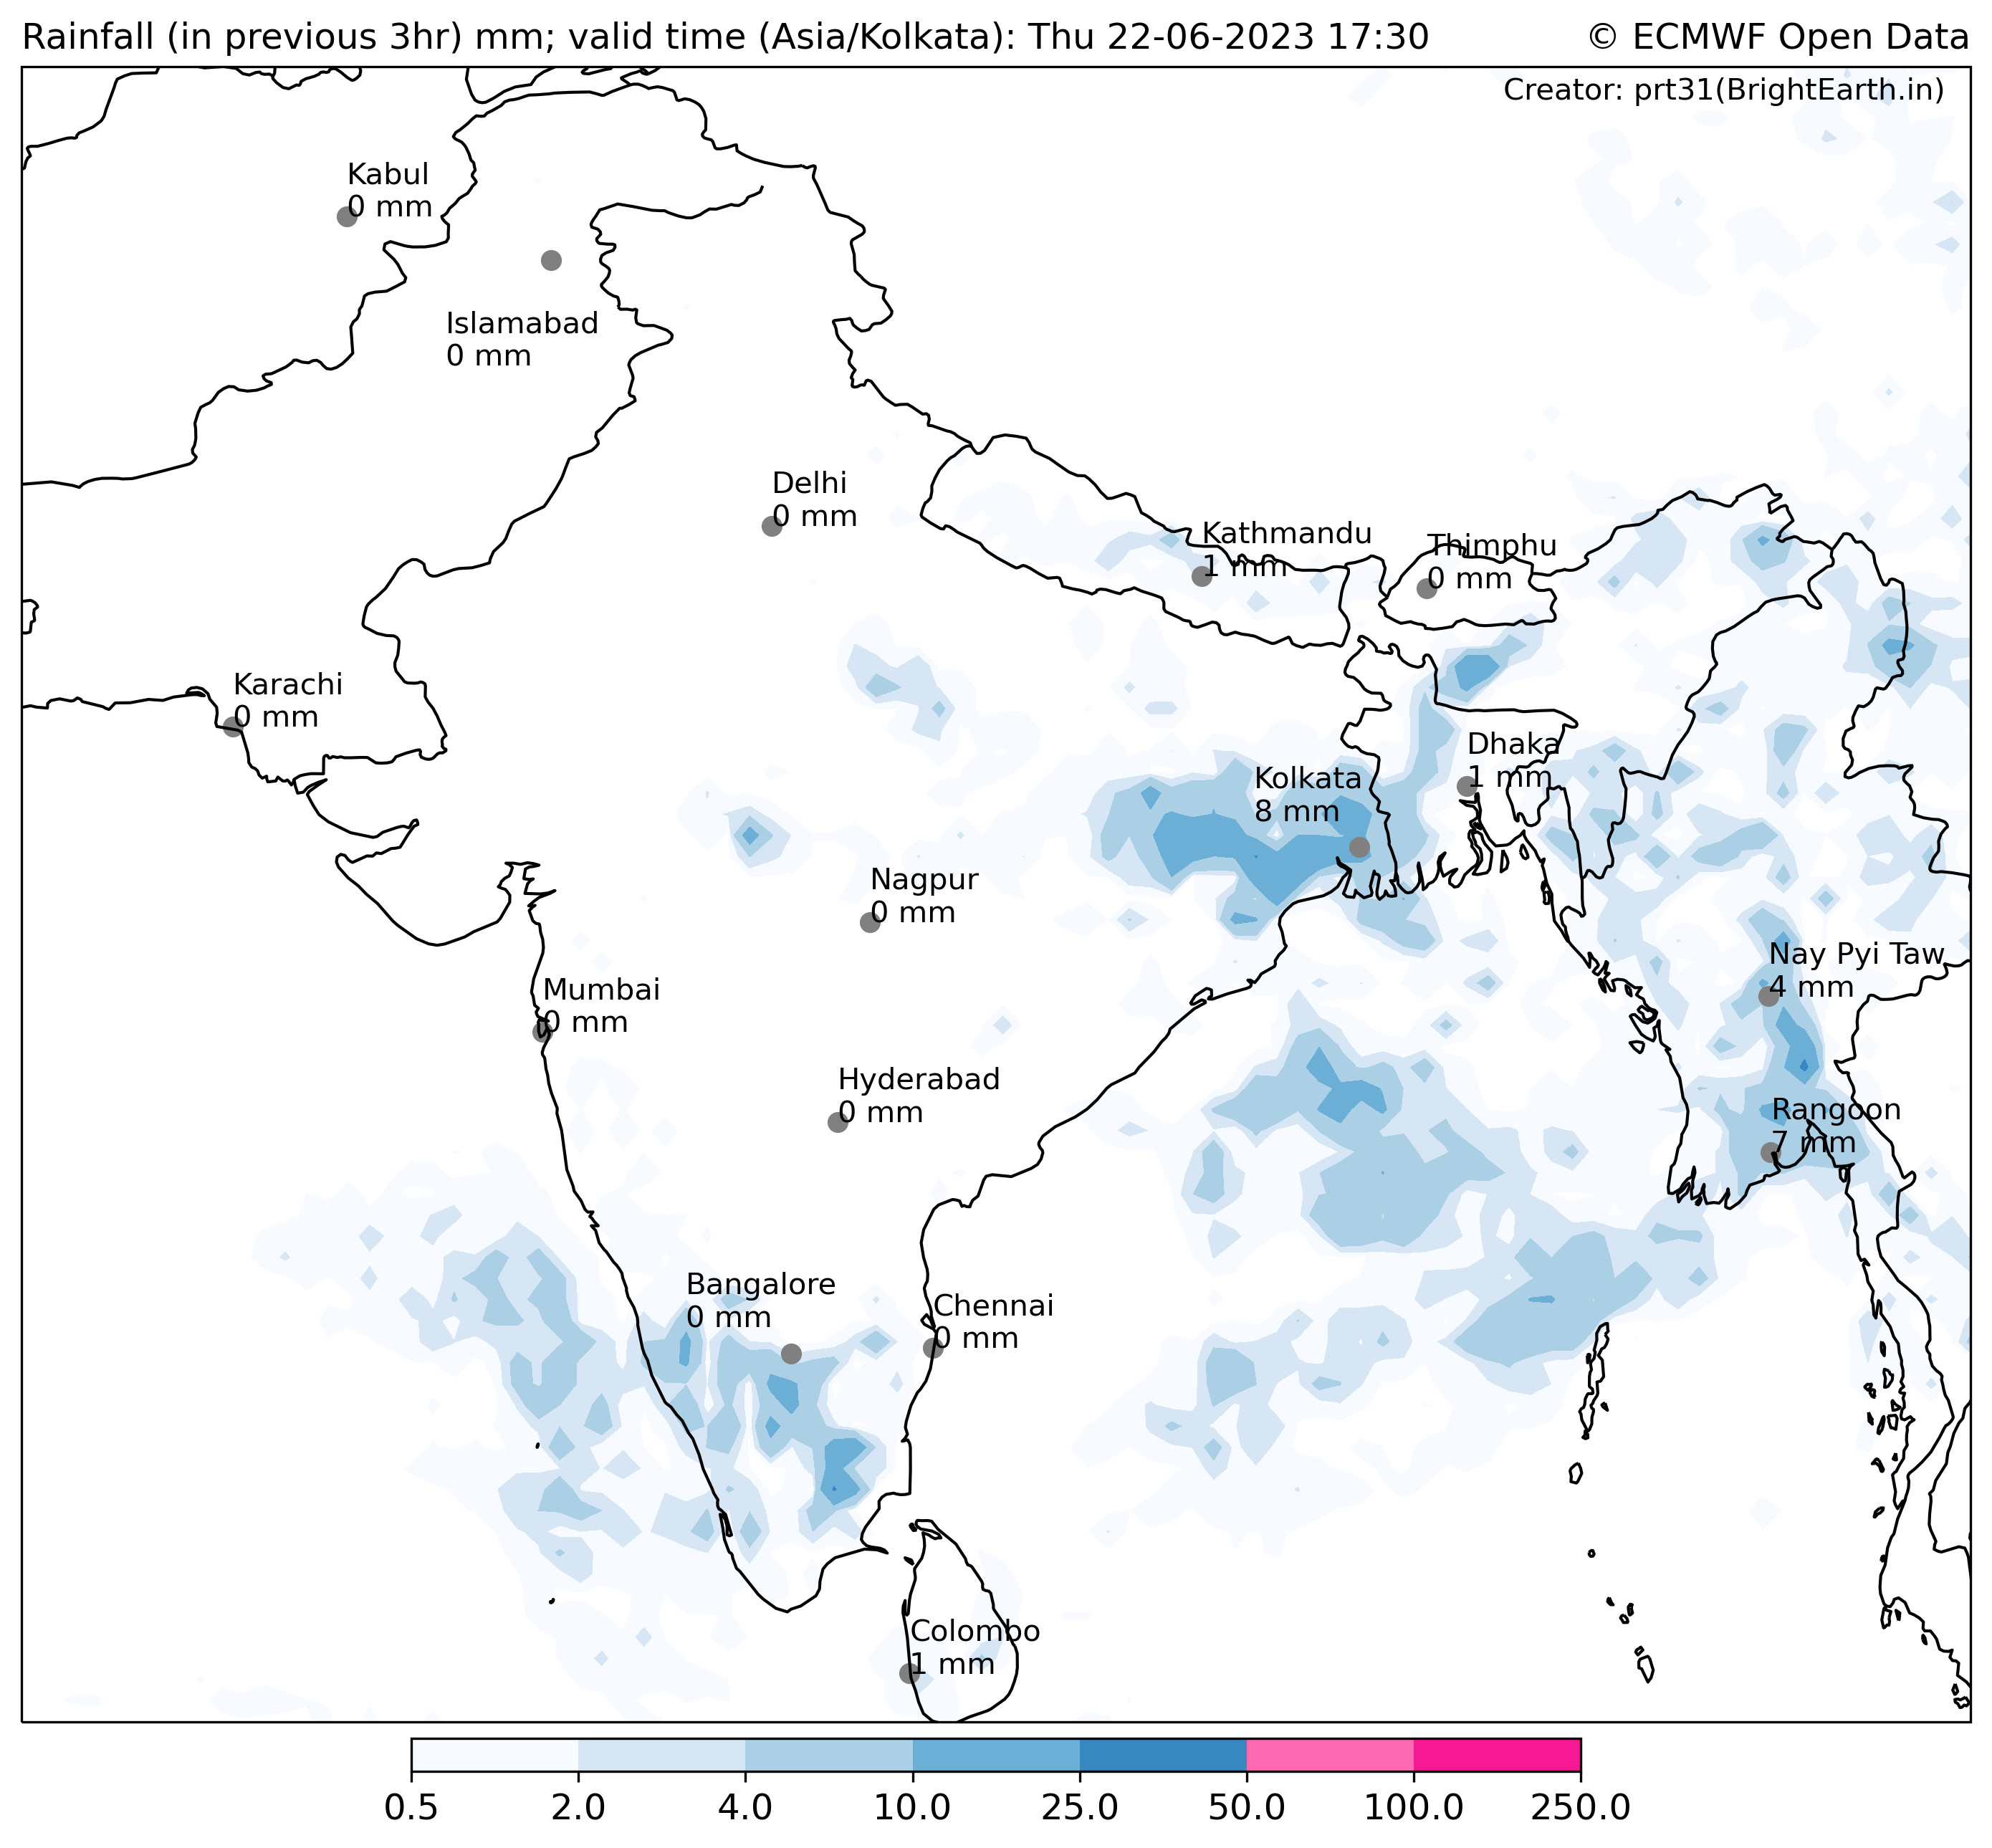 Rainfall (in previous 3hr) mm; valid time (Asia/Kolkata): Thu 22-06-2023 17:30
© ECMWF Open Data
Creator: prt31(BrightEarth.in)
Kabul
0 mm
Islamabad
0 mm
Delhi
0 mm
Kathmandu
1 mm
Thimphu
0 mm
Karachi
0 mm
Dhaka
1 mm
Kolkata
8 mm
Nagpur
0 mm
Nay Pyi Taw
4 mm
Mumbai
0 mm
Hyderabad
0 mm
Rangoon
7 mm
Bangalore
0 mm
Chennai
0 mm
Colombo
1 mm
0.5 2.0 4.0 10.0 25.0 50.0 100.0 250.0